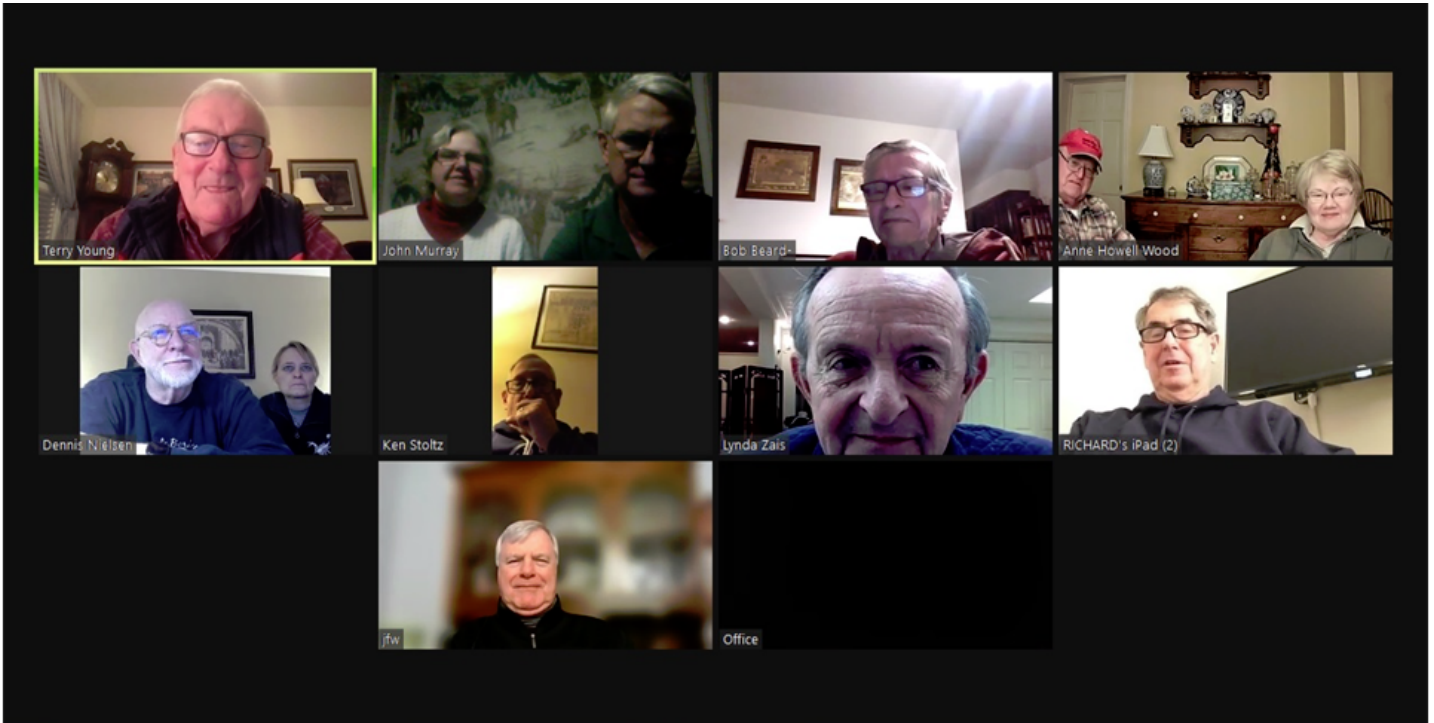 Terry Young
John Murray
Bob Beard-
Anne Howell Wood
Dennis Nielsen
Ken Stoltz
Lynda Zais
RICHARD's iPad (2)
jfw
Office